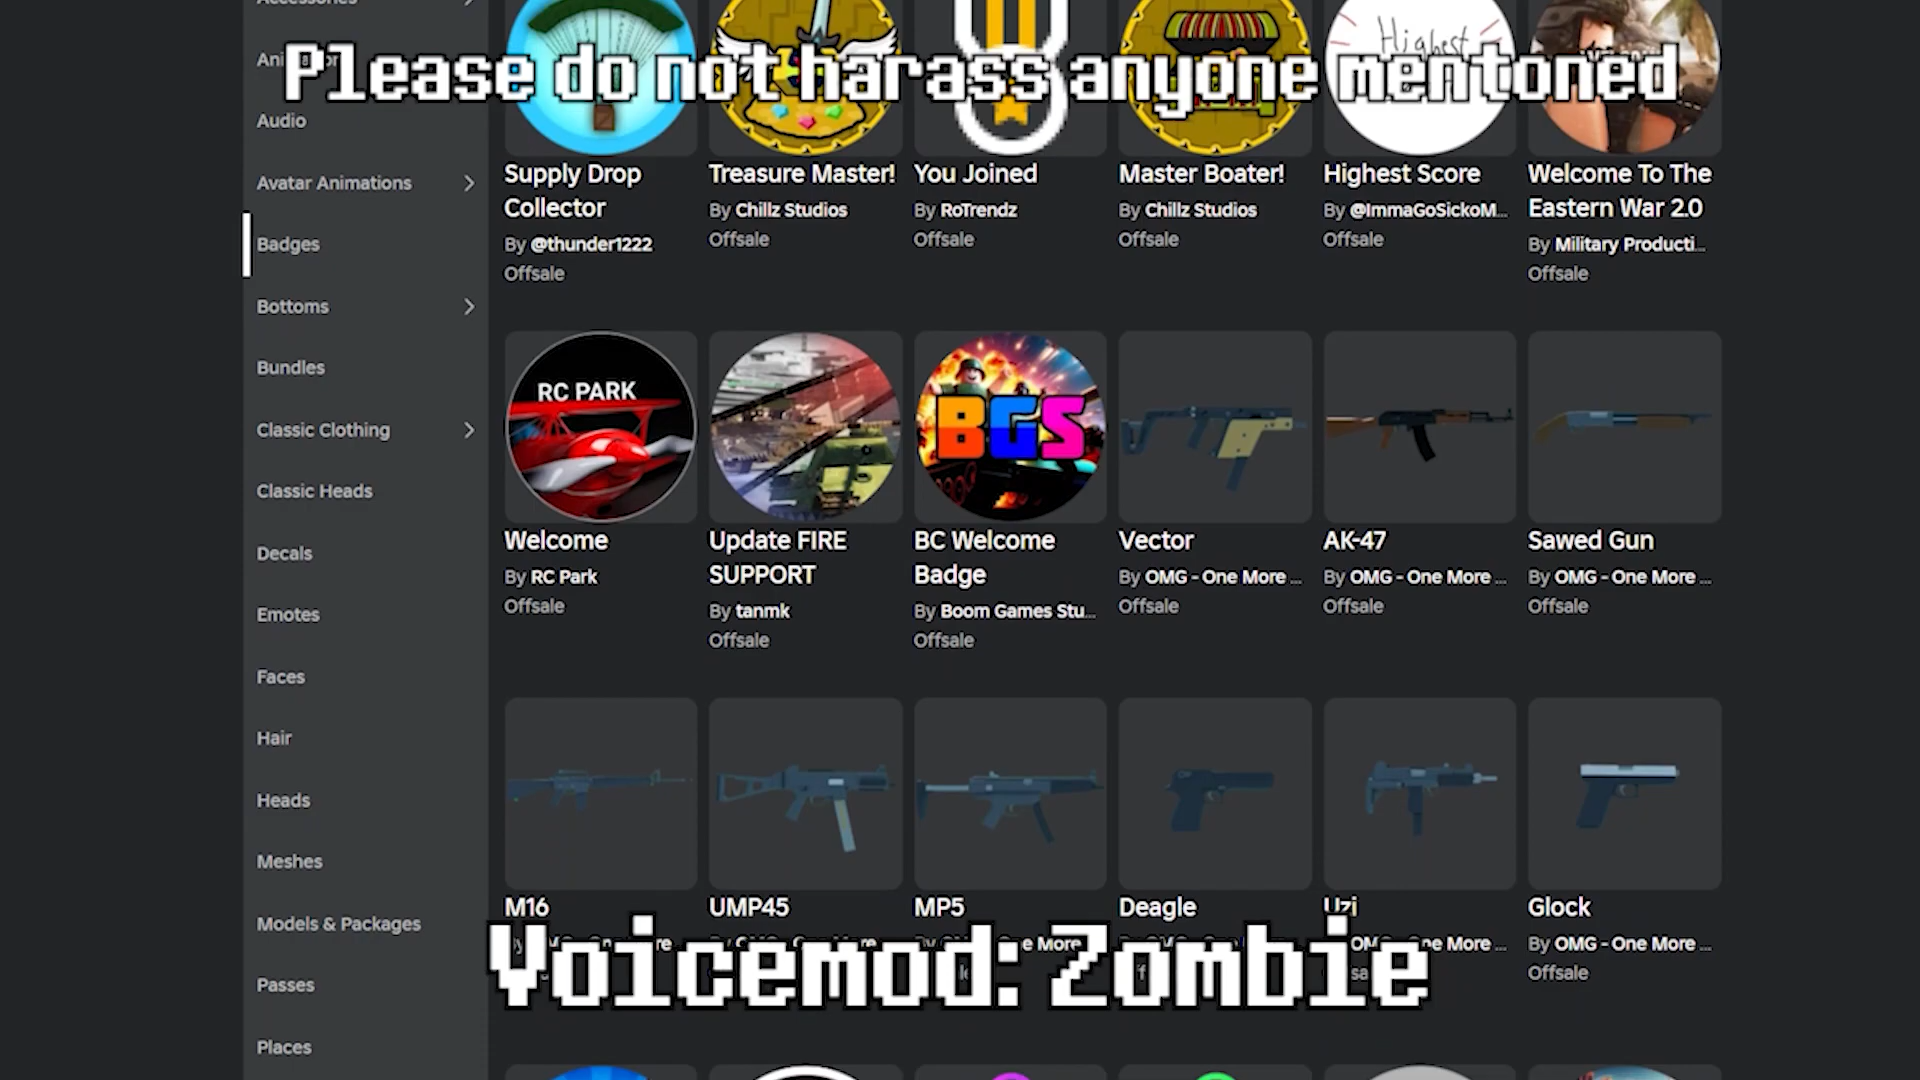 Accessories
Please do not harass anyone mentoned
Audio
Avatar Animations
Badges
Bottoms
Bundles
Classic Clothing
Classic Heads
Decals
Emotes
Faces
Hair
Heads
Meshes
Models & Packages
Passes
Places
Highest
Supply Drop
Collector
By @thunder1222
Offsale
Treasure Master!
By Chillz Studios
Offsale
You Joined
By RoTrendz
Offsale
Master Boater!
By Chillz Studios
Offsale
Highest Score
By @ImmaGoSickoM...
Offsale
Welcome To The
Eastern War 2.0
By Military Producti...
Offsale
RC PARK
Welcome
By RC Park
Offsale
Update FIRE
SUPPORT
By tanmk
Offsale
BGS
BC Welcome
Badge
By Boom Games Stu...
Offsale
Vector
By OMG - One More ...
Offsale
AK-47
By OMG - One More ...
Offsale
Sawed Gun
By OMG - One More ...
Offsale
M16
UMP45
MP5
Deagle
Uzi
Glock
By OMG - One More ...
Offsale
Voicemod: Zombie